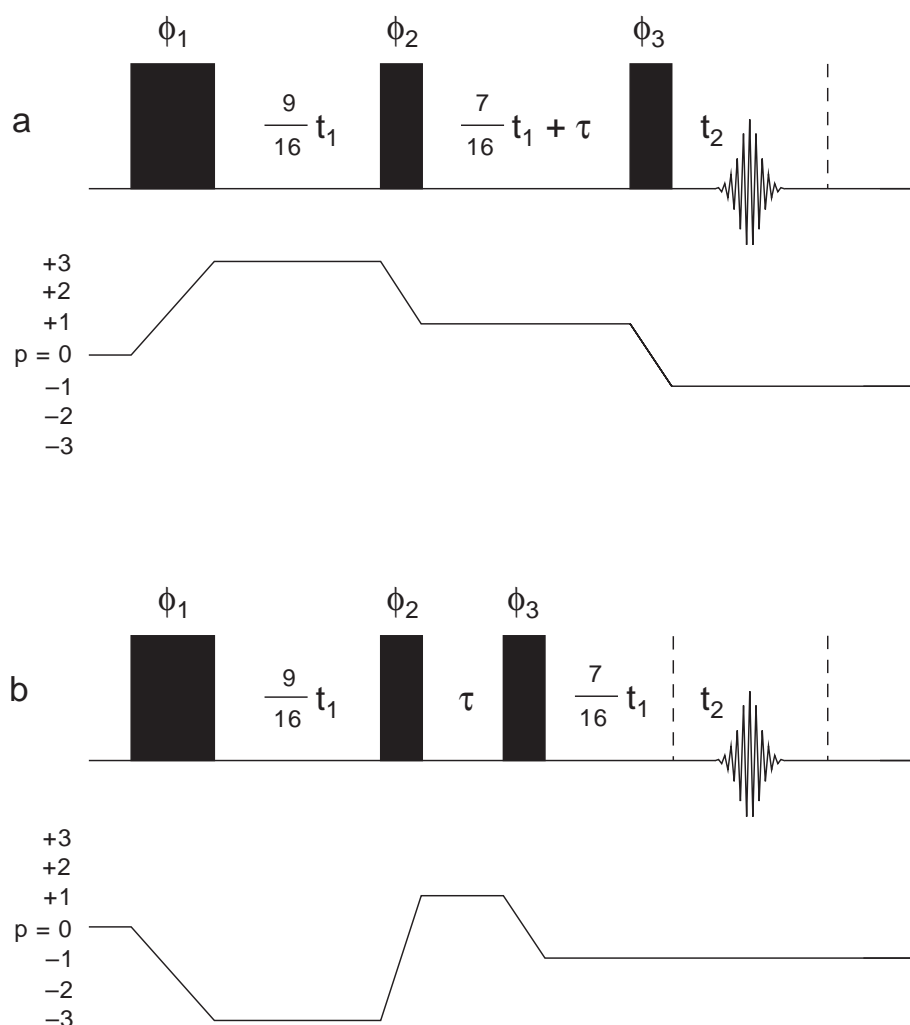 ϕ1 ϕ2 ϕ3
a
9/16 t1 7/16 t1 + τ t2
+3
+2
+1
p = 0
–1
–2
–3
ϕ1 ϕ2 ϕ3
b
9/16 t1 τ 7/16 t1 t2
+3
+2
+1
p = 0
–1
–2
–3